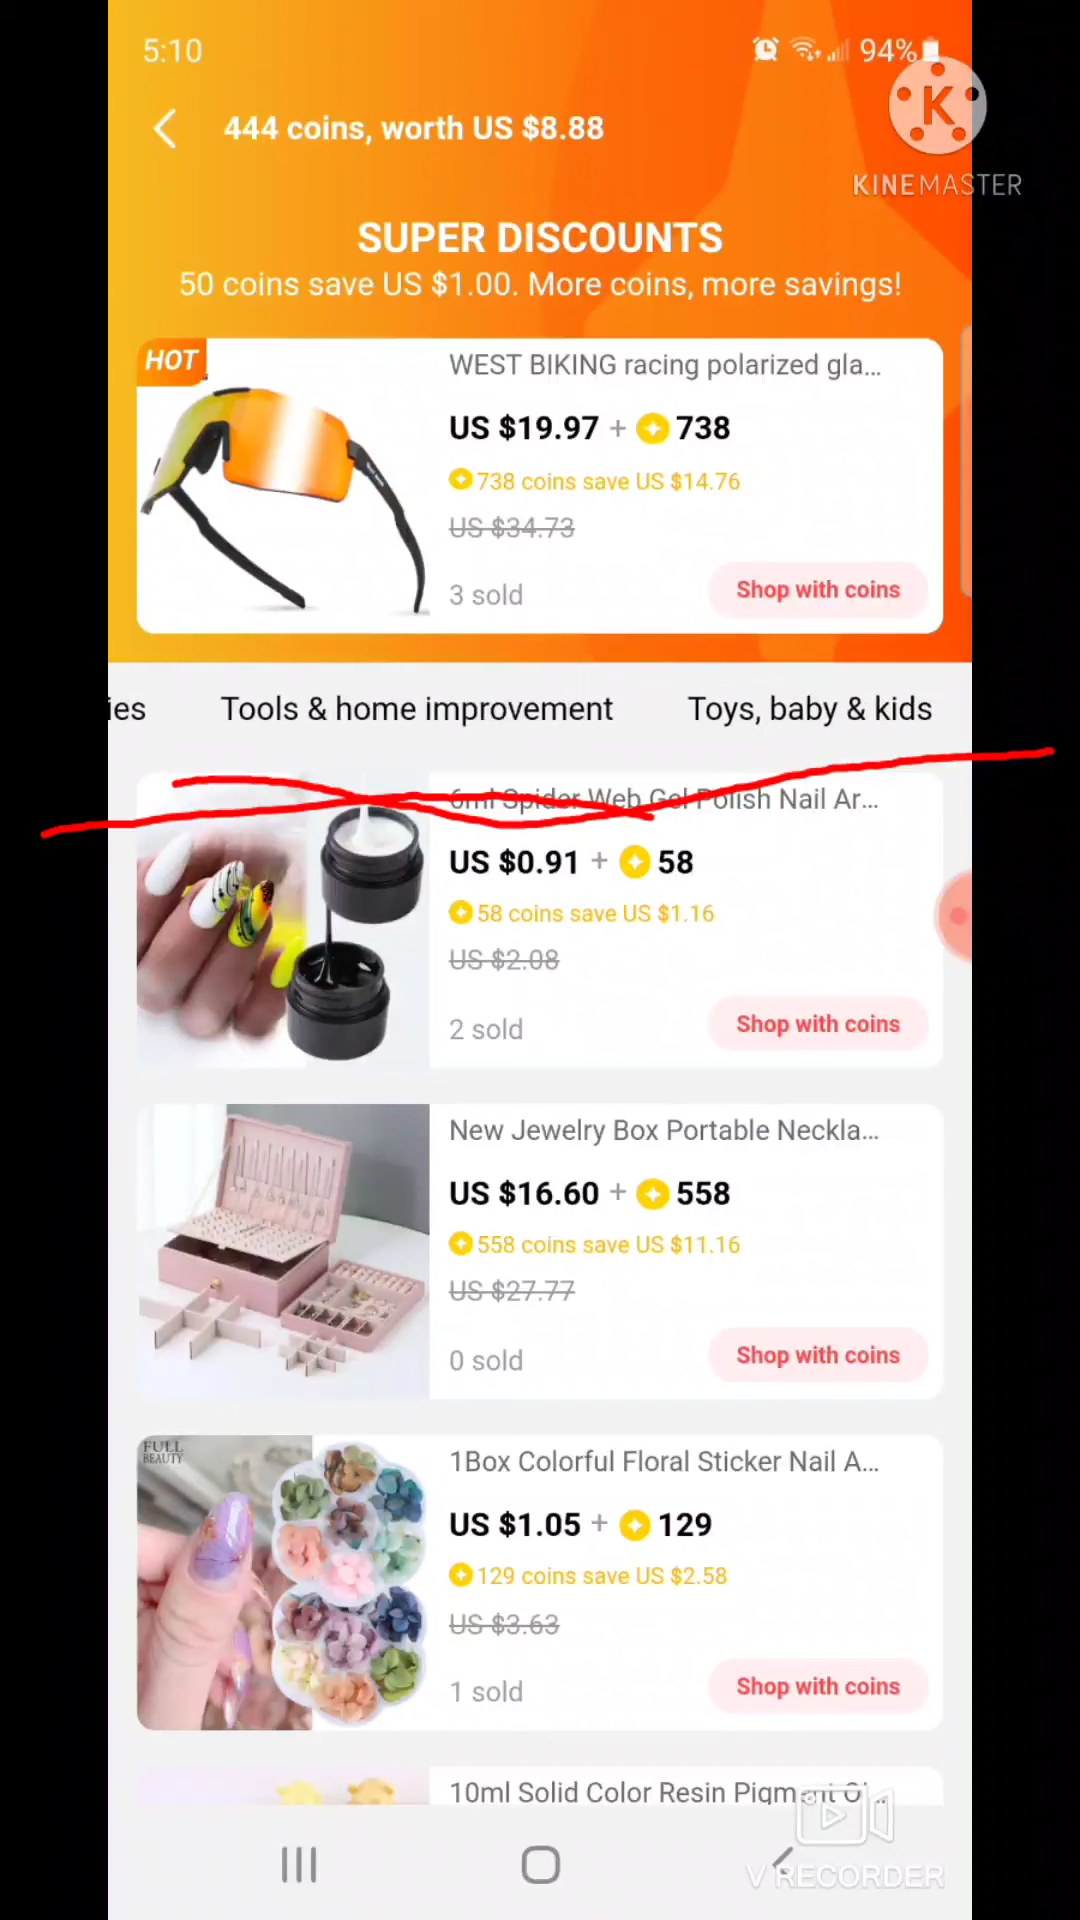 5:10
94%
444 coins, worth US $8.88
K
KINEMASTER
SUPER DISCOUNTS
50 coins save US $1.00. More coins, more savings!
HOT
WEST BIKING racing polarized gla...
US $19.97 + 738
738 coins save US $14.76
US $34.73
3 sold
Shop with coins
ies
Tools & home improvement
Toys, baby & kids
6ml Spider Web Gel Polish Nail Ar...
US $0.91 + 58
58 coins save US $1.16
US $2.08
2 sold
Shop with coins
New Jewelry Box Portable Neckla...
US $16.60 + 558
558 coins save US $11.16
US $27.77
0 sold
Shop with coins
FULL
BEAUTY
1Box Colorful Floral Sticker Nail A...
US $1.05 + 129
129 coins save US $2.58
US $3.63
1 sold
Shop with coins
10ml Solid Color Resin Pigment
V RECORDER